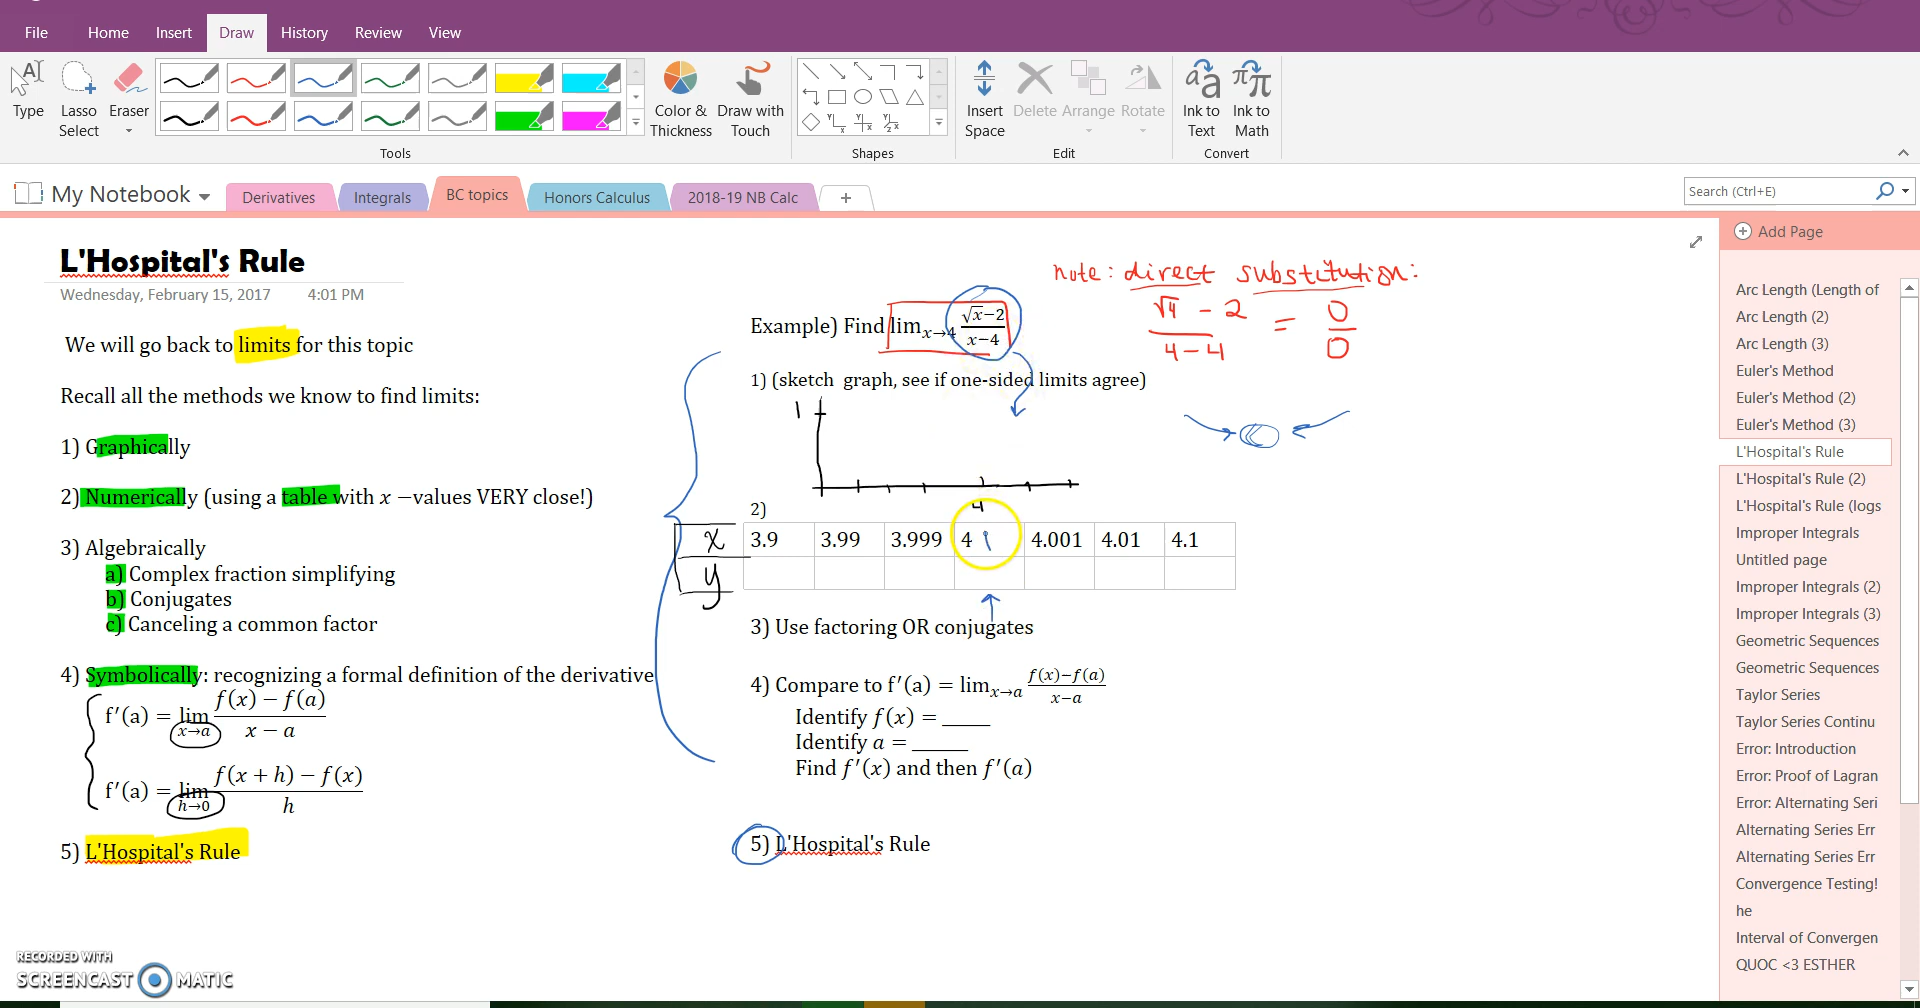 File Home Insert Draw History Review View
Type Lasso Select Eraser Color & Thickness Draw with Touch Insert Space Delete Arrange Rotate Ink to Text Ink to Math
Tools Shapes Edit Convert
My Notebook Derivatives Integrals BC topics Honors Calculus 2018-19 NB Calc + Search (Ctrl+E)
L'Hospital's Rule
Wednesday, February 15, 2017 4:01 PM
We will go back to limits for this topic
Recall all the methods we know to find limits:
1) Graphically
2) Numerically (using a table with x −values VERY close!)
3) Algebraically
a) Complex fraction simplifying
b) Conjugates
c) Canceling a common factor
4) Symbolically: recognizing a formal definition of the derivative
f′(a) = lim x→a f(x) − f(a) / x − a
f′(a) = lim h→0 f(x + h) − f(x) / h
5) L'Hospital's Rule
note: direct substitution:
√4 - 2 / 4-4 = 0/0
Example) Find lim x→4 √x−2 / x−4
1) (sketch graph, see if one-sided limits agree)
1
4
2)
x 3.9 3.99 3.999 4 4.001 4.01 4.1
y
3) Use factoring OR conjugates
4) Compare to f′(a) = lim x→a f(x)−f(a) / x−a
Identify f(x) = ____
Identify a = _____
Find f′(x) and then f′(a)
5) L'Hospital's Rule
Add Page
Arc Length (Length of
Arc Length (2)
Arc Length (3)
Euler's Method
Euler's Method (2)
Euler's Method (3)
L'Hospital's Rule
L'Hospital's Rule (2)
L'Hospital's Rule (logs
Improper Integrals
Untitled page
Improper Integrals (2)
Improper Integrals (3)
Geometric Sequences
Geometric Sequences
Taylor Series
Taylor Series Continu
Error: Introduction
Error: Proof of Lagran
Error: Alternating Seri
Alternating Series Err
Alternating Series Err
Convergence Testing!
he
Interval of Convergen
QUOC <3 ESTHER
RECORDED WITH
SCREENCAST MATIC